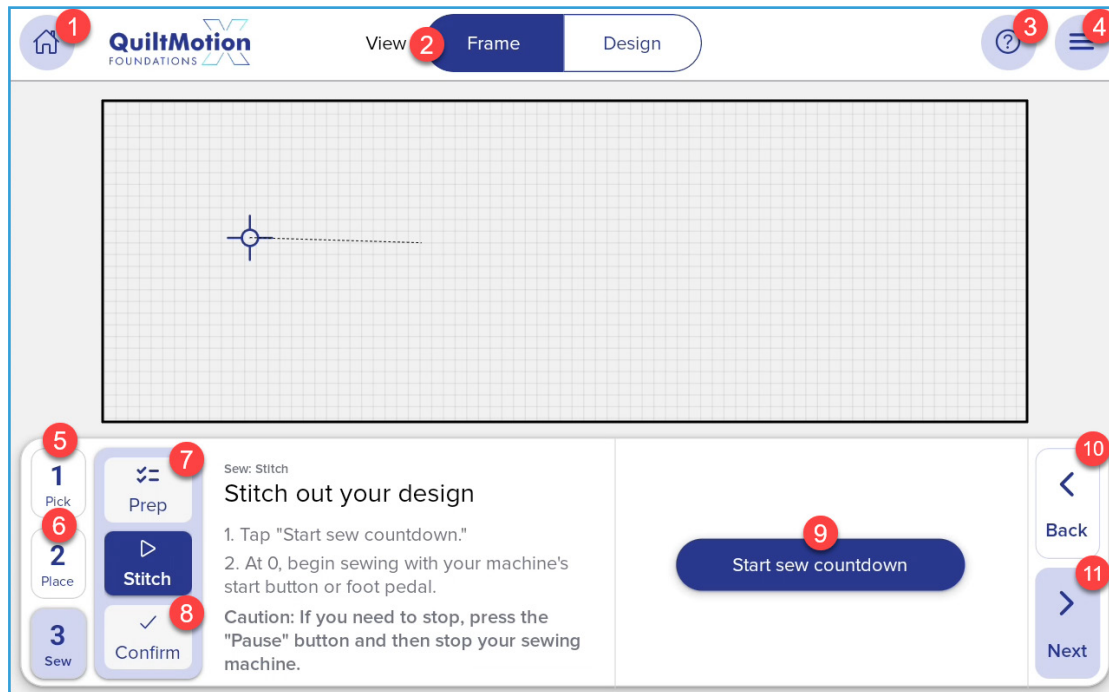 1
QuiltMotion
FOUNDATIONS
View
2
Frame
Design
3
4
5
1
Pick
6
2
Place
3
Sew
7
Prep
Stitch
8
Confirm
Sew: Stitch
Stitch out your design
1. Tap "Start sew countdown."
2. At 0, begin sewing with your machine's
start button or foot pedal.
Caution: If you need to stop, press the
"Pause" button and then stop your sewing
machine.
9
Start sew countdown
10
Back
11
Next